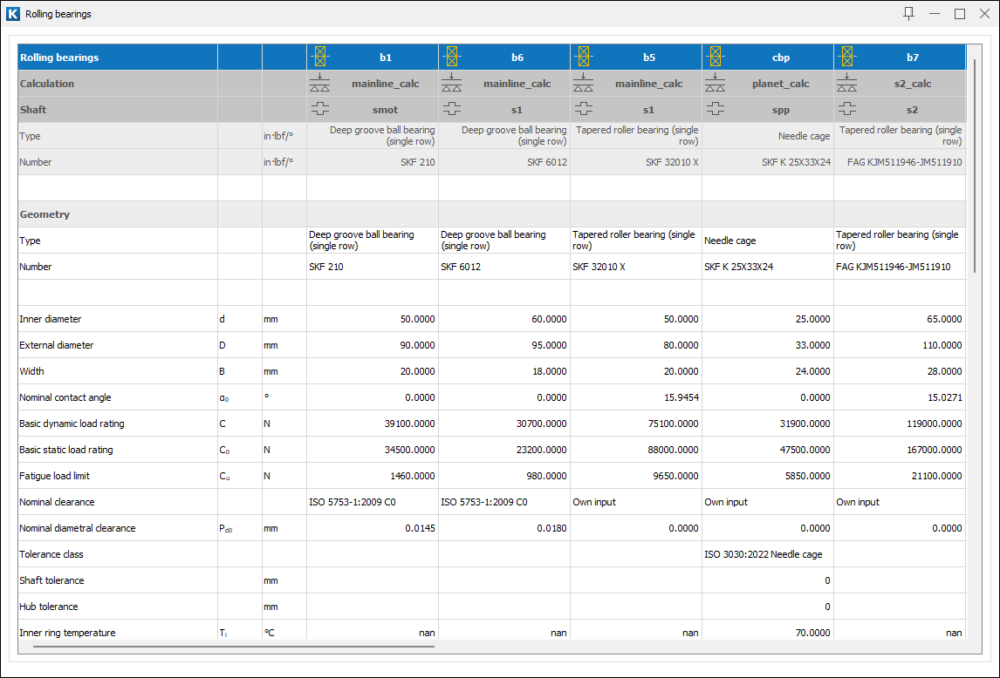 K Rolling bearings
Rolling bearings b1 b6 b5 cbp b7
Calculation mainline_calc mainline_calc mainline_calc planet_calc s2_calc
Shaft smot s1 s1 spp s2
Type in·lbf/° Deep groove ball bearing (single row) Deep groove ball bearing (single row) Tapered roller bearing (single row) Needle cage Tapered roller bearing (single row)
Number in·lbf/° SKF 210 SKF 6012 SKF 32010 X SKF K 25X33X24 FAG KJM511946-JM511910
Geometry
Type Deep groove ball bearing (single row) Deep groove ball bearing (single row) Tapered roller bearing (single row) Needle cage Tapered roller bearing (single row)
Number SKF 210 SKF 6012 SKF 32010 X SKF K 25X33X24 FAG KJM511946-JM511910
Inner diameter d mm 50.0000 60.0000 50.0000 25.0000 65.0000
External diameter D mm 90.0000 95.0000 80.0000 33.0000 110.0000
Width B mm 20.0000 18.0000 20.0000 24.0000 28.0000
Nominal contact angle α₀ ° 0.0000 0.0000 15.9454 0.0000 15.0271
Basic dynamic load rating C N 39100.0000 30700.0000 75100.0000 31900.0000 119000.0000
Basic static load rating C₀ N 34500.0000 23200.0000 88000.0000 47500.0000 167000.0000
Fatigue load limit Cᵤ N 1460.0000 980.0000 9650.0000 5850.0000 21100.0000
Nominal clearance ISO 5753-1:2009 C0 ISO 5753-1:2009 C0 Own input Own input Own input
Nominal diametral clearance Pd0 mm 0.0145 0.0180 0.0000 0.0000 0.0000
Tolerance class ISO 3030:2022 Needle cage
Shaft tolerance mm 0
Hub tolerance mm 0
Inner ring temperature Tᵢ °C nan nan nan 70.0000 nan